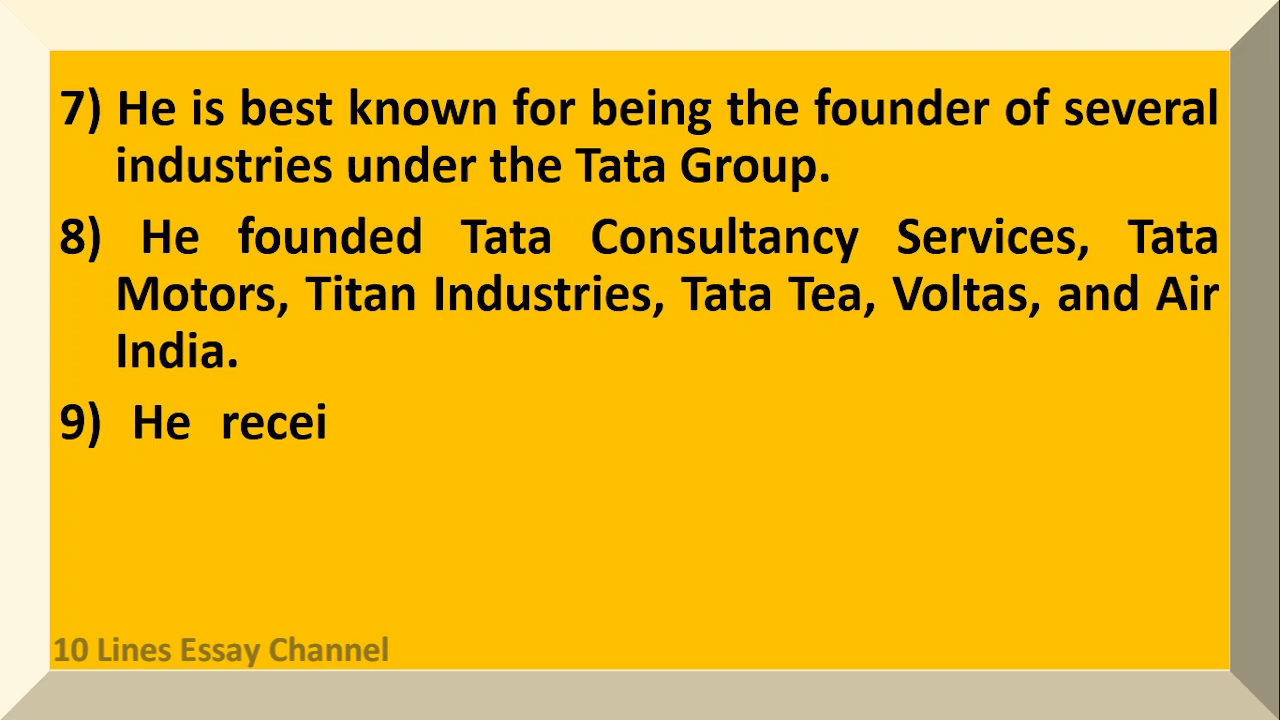 7) He is best known for being the founder of several
industries under the Tata Group.
8) He founded Tata Consultancy Services, Tata
Motors, Titan Industries, Tata Tea, Voltas, and Air
India.
9) He recei
10 Lines Essay Channel